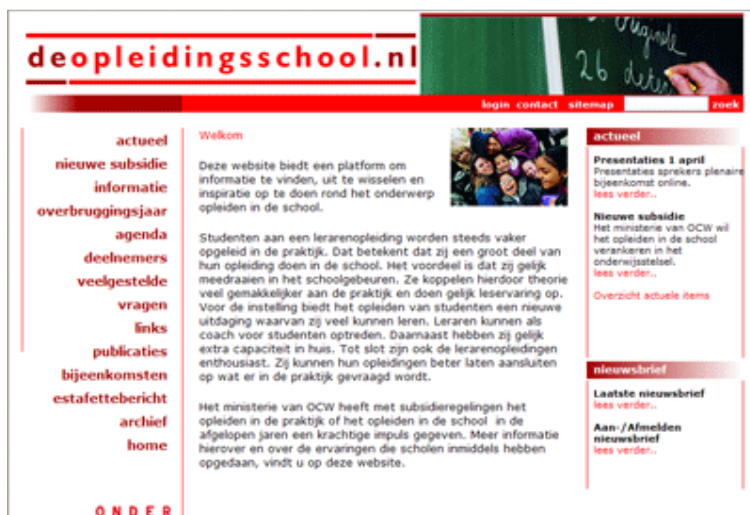 deopleidingsschool.nl
Originele
26 deter
login contact sitemap zoek
actueel
nieuwe subsidie
informatie
overbruggingsjaar
agenda
deelnemers
veelgestelde
vragen
links
publicaties
bijeenkomsten
estafettebericht
archief
home
ONDER
Welkom
Deze website biedt een platform om
informatie te vinden, uit te wisselen en
inspiratie op te doen rond het onderwerp
opleiden in de school.
Studenten aan een lerarenopleiding worden steeds vaker
opgeleid in de praktijk. Dat betekent dat zij een groot deel van
hun opleiding doen in de school. Het voordeel is dat zij gelijk
meedraaien in het schoolgebeuren. Ze koppelen hierdoor theorie
veel gemakkelijker aan de praktijk en doen gelijk leservaring op.
Voor de instelling biedt het opleiden van studenten een nieuwe
uitdaging waarvan zij veel kunnen leren. Leraren kunnen als
coach voor studenten optreden. Daarnaast hebben zij gelijk
extra capaciteit in huis. Tot slot zijn ook de lerarenopleidingen
enthousiast. Zij kunnen hun opleidingen beter laten aansluiten
op wat er in de praktijk gevraagd wordt.
Het ministerie van OCW heeft met subsidieregelingen het
opleiden in de praktijk of het opleiden in de school in de
afgelopen jaren een krachtige impuls gegeven. Meer informatie
hierover en over de ervaringen die scholen inmiddels hebben
opgedaan, vindt u op deze website.
actueel
Presentaties 1 april
Presentaties sprekers plenaire
bijeenkomst online.
lees verder..
Nieuwe subsidie
Het ministerie van OCW wil
het opleiden in de school
verankeren in het
onderwijsstelsel.
lees verder..
Overzicht actuele items
nieuwsbrief
Laatste nieuwsbrief
lees verder..
Aan-/Afmelden
nieuwsbrief
lees verder..